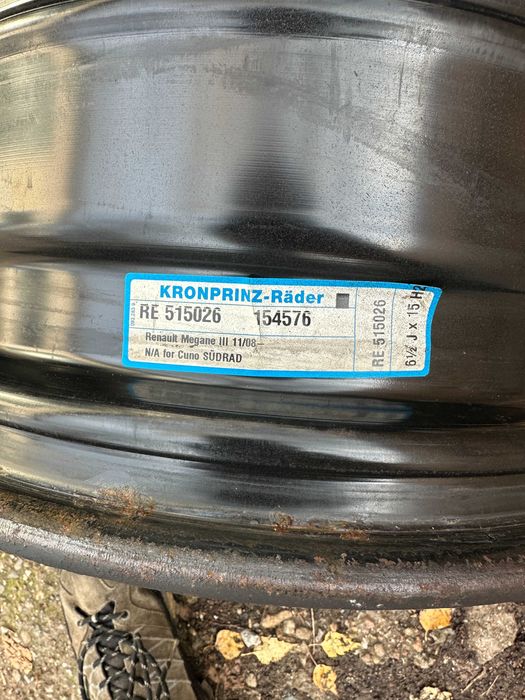 KRONPRINZ-Räder
RE 515026 154576
Renault Megane III 11/08–
N/A for Cuno SÜDRAD
RE 515026
6½ J x 15 H2